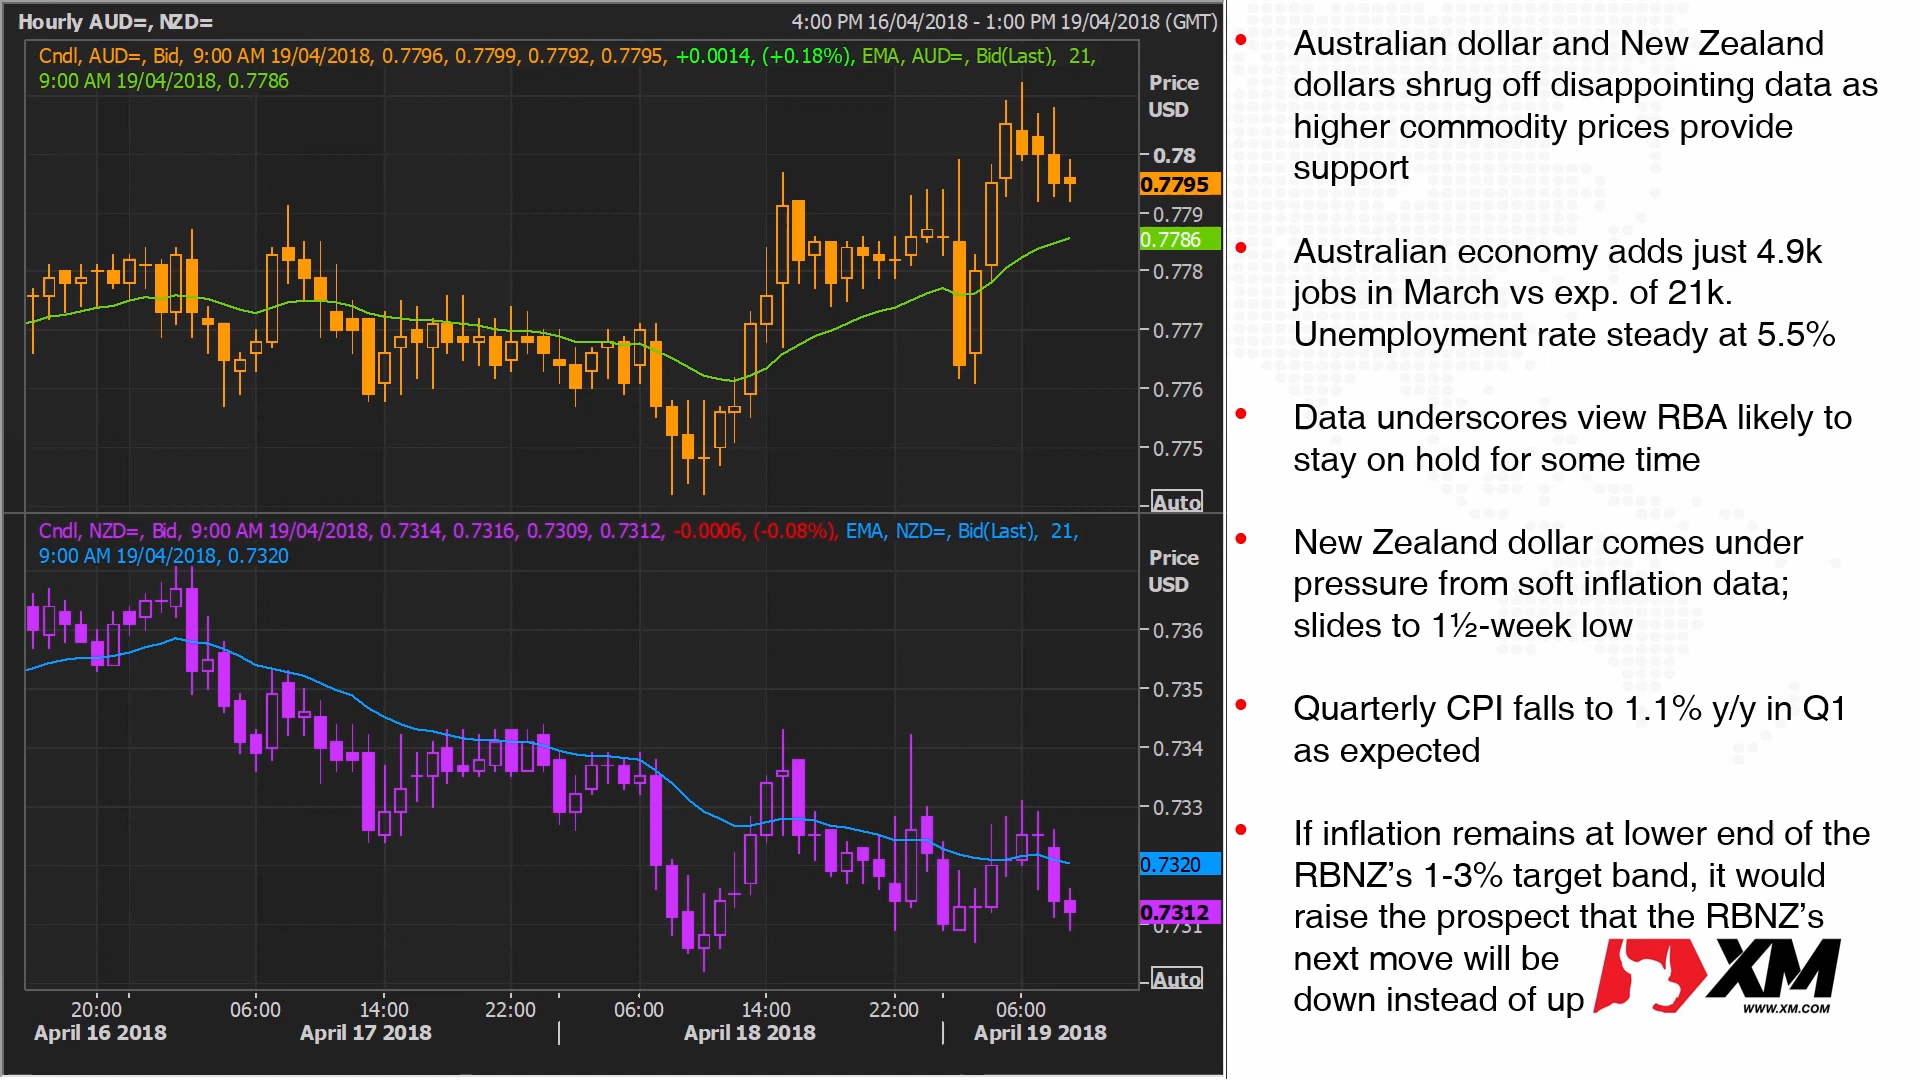 Hourly AUD=, NZD=
4:00 PM 16/04/2018 - 1:00 PM 19/04/2018 (GMT)
Cndl, AUD=, Bid, 9:00 AM 19/04/2018, 0.7796, 0.7799, 0.7792, 0.7795, +0.0014, (+0.18%), EMA, AUD=, Bid(Last), 21,
9:00 AM 19/04/2018, 0.7786
Price
USD
0.78
0.7795
0.779
0.7786
0.778
0.777
0.776
0.775
Auto
Cndl, NZD=, Bid, 9:00 AM 19/04/2018, 0.7314, 0.7316, 0.7309, 0.7312, -0.0006, (-0.08%), EMA, NZD=, Bid(Last), 21,
9:00 AM 19/04/2018, 0.7320
Price
USD
0.736
0.735
0.734
0.733
0.7320
0.7312
0.731
Auto
20:00 06:00 14:00 22:00 06:00 14:00 22:00 06:00
April 16 2018 April 17 2018 April 18 2018 April 19 2018
• Australian dollar and New Zealand
dollars shrug off disappointing data as
higher commodity prices provide
support
• Australian economy adds just 4.9k
jobs in March vs exp. of 21k.
Unemployment rate steady at 5.5%
• Data underscores view RBA likely to
stay on hold for some time
• New Zealand dollar comes under
pressure from soft inflation data;
slides to 1½-week low
• Quarterly CPI falls to 1.1% y/y in Q1
as expected
• If inflation remains at lower end of the
RBNZ’s 1-3% target band, it would
raise the prospect that the RBNZ’s
next move will be
down instead of up
XM
WWW.XM.COM